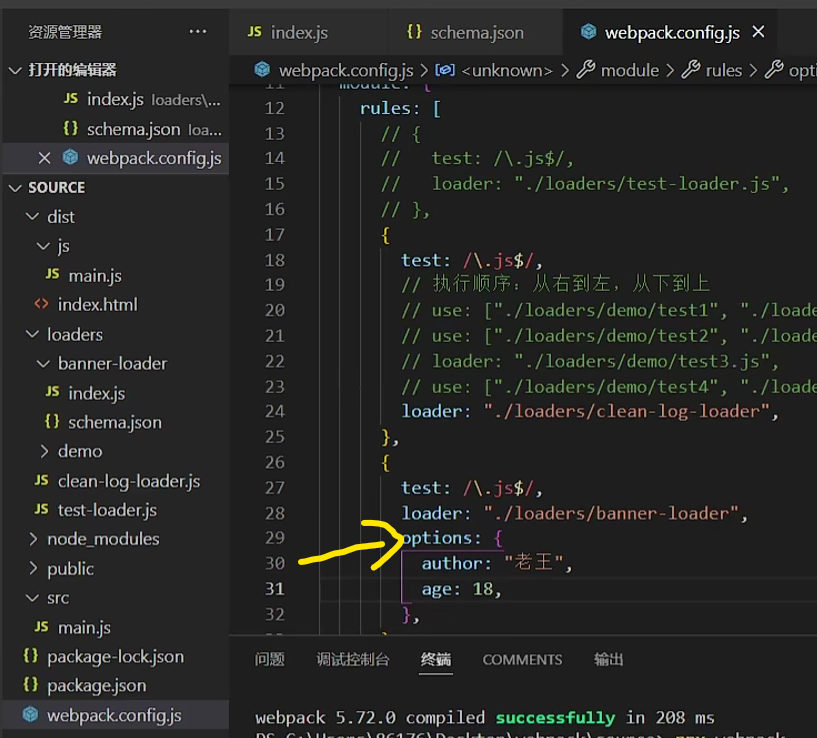 资源管理器 ···
打开的编辑器
JS index.js loaders\...
{} schema.json loa...
× webpack.config.js
SOURCE
dist
js
JS main.js
<> index.html
loaders
banner-loader
JS index.js
{} schema.json
demo
JS clean-log-loader.js
JS test-loader.js
node_modules
public
src
JS main.js
{} package-lock.json
{} package.json
webpack.config.js
JS index.js {} schema.json webpack.config.js ×
webpack.config.js > <unknown> > module > rules > opti
11 module: {
12 rules: [
13 // {
14 //   test: /\.js$/,
15 //   loader: "./loaders/test-loader.js",
16 // },
17 {
18 test: /\.js$/,
19 // 执行顺序：从右到左，从下到上
20 // use: ["./loaders/demo/test1", "./loade
21 // use: ["./loaders/demo/test2", "./loade
22 // loader: "./loaders/demo/test3.js",
23 // use: ["./loaders/demo/test4", "./loade
24 loader: "./loaders/clean-log-loader",
25 },
26 {
27 test: /\.js$/,
28 loader: "./loaders/banner-loader",
29 options: {
30 author: "老王",
31 age: 18,
32 },
问题 调试控制台 终端 COMMENTS 输出
webpack 5.72.0 compiled successfully in 208 ms
PS C:\Users\86176\Desktop\webpack\source> npx webpack